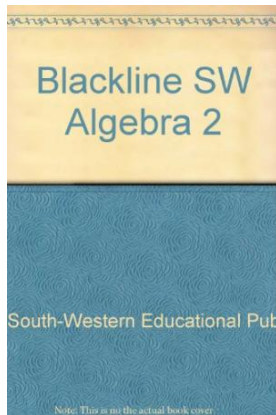 Blackline SW
Algebra 2
South-Western Educational Pub
Note: This is no the actual book cover